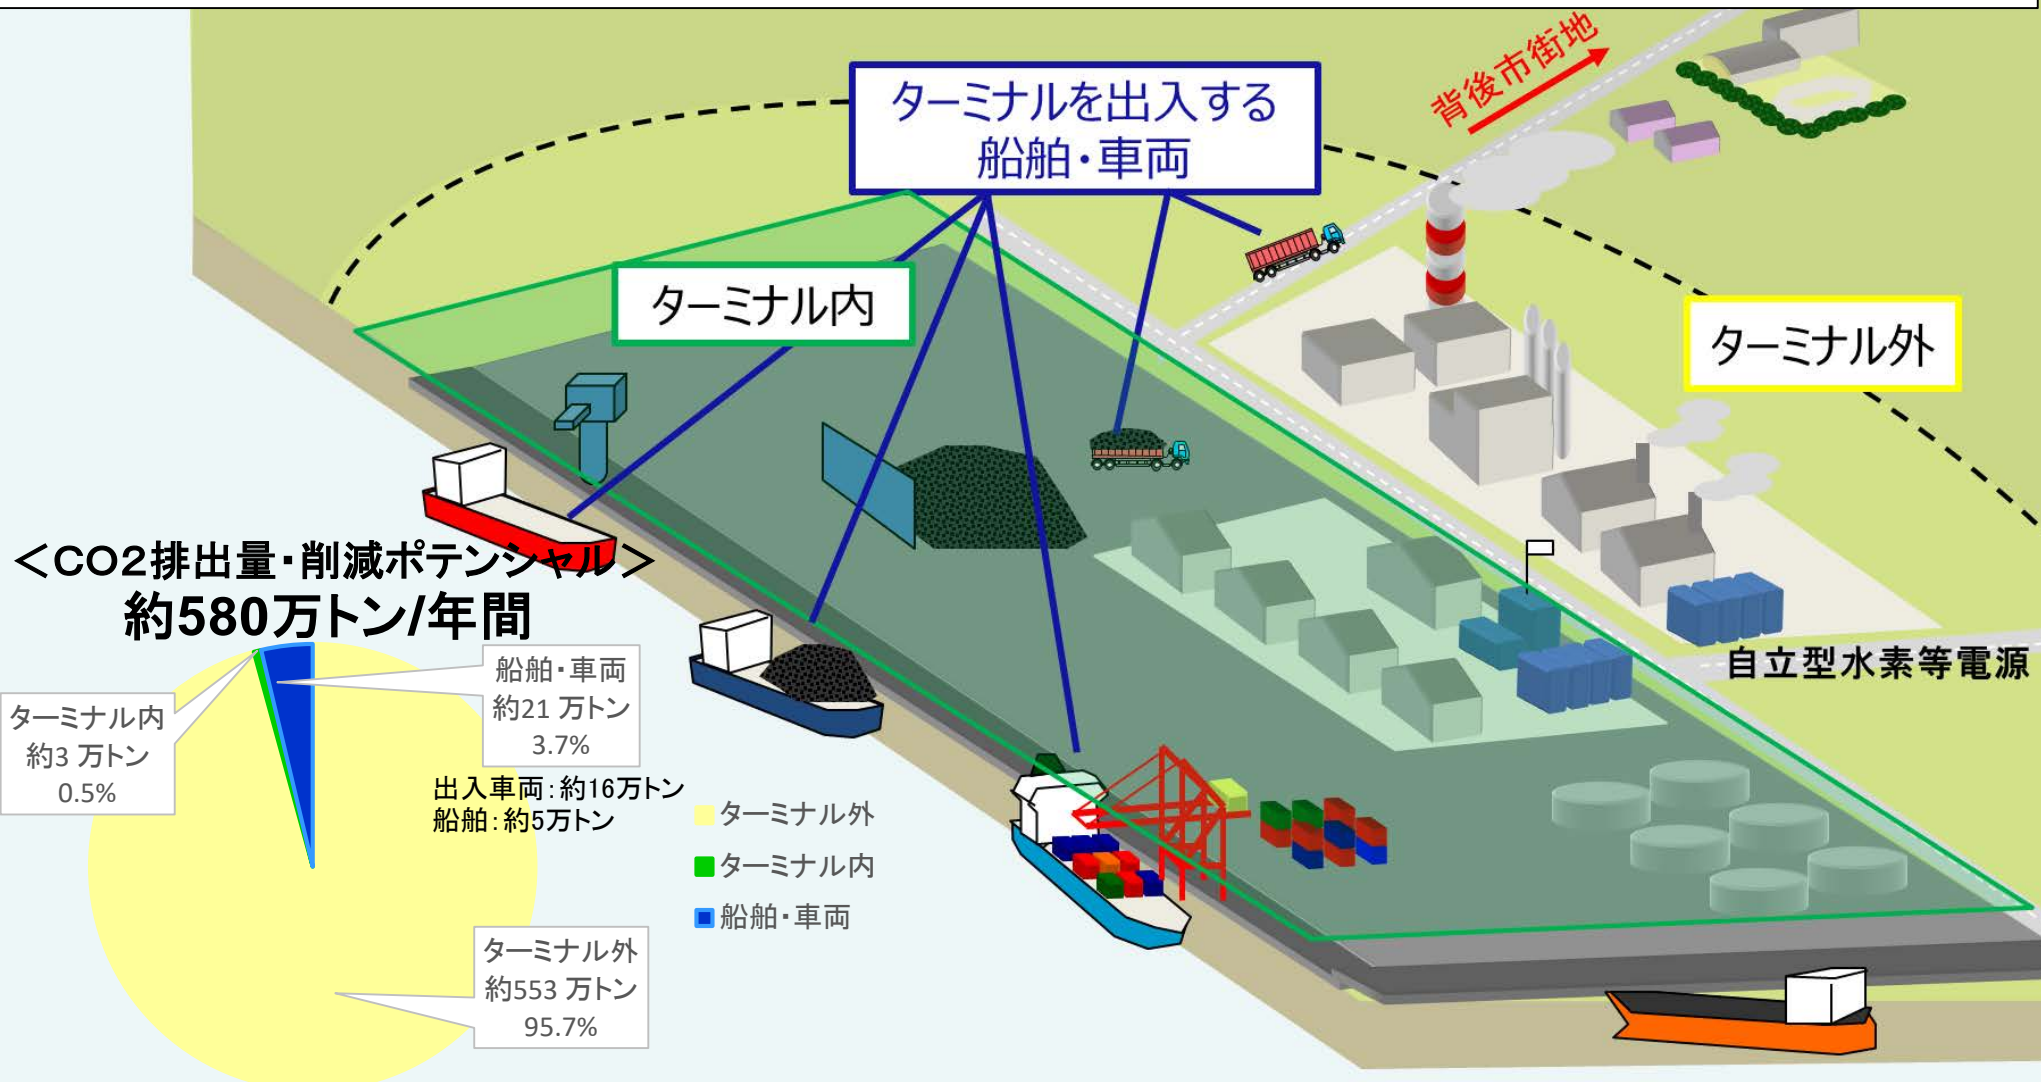 背後市街地
ターミナルを出入する
船舶・車両
ターミナル内
ターミナル外
自立型水素等電源
＜CO2排出量・削減ポテンシャル＞
約580万トン/年間
船舶・車両
約21 万トン
3.7%
ターミナル内
約3 万トン
0.5%
出入車両：約16万トン
船舶：約5万トン
ターミナル外
ターミナル内
船舶・車両
ターミナル外
約553 万トン
95.7%